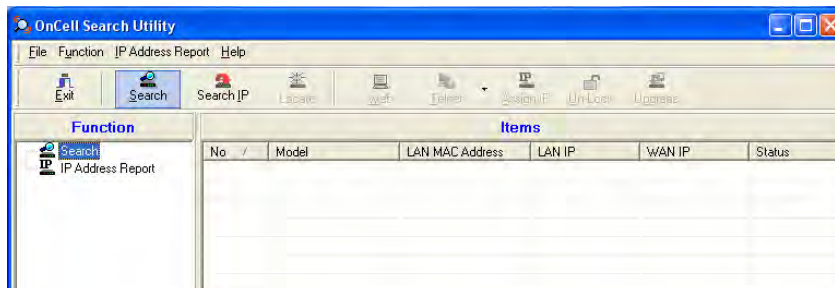 OnCell Search Utility
File Function IP Address Report Help
Exit Search Search IP Locate Web Telnet Assign IP Un-Lock Upgrade
Function Items
Search No / Model LAN MAC Address LAN IP WAN IP Status
IP IP Address Report